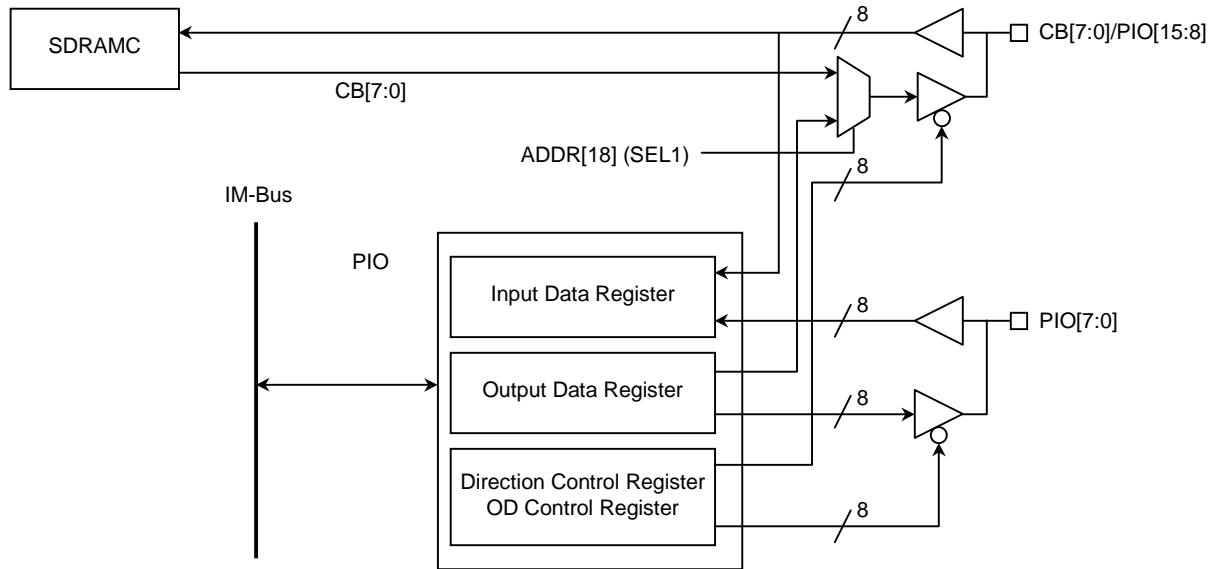 8
SDRAMC
CB[7:0]/PIO[15:8]
CB[7:0]
ADDR[18] (SEL1)
8
IM-Bus
PIO
Input Data Register
8
PIO[7:0]
Output Data Register
8
Direction Control Register
OD Control Register
8